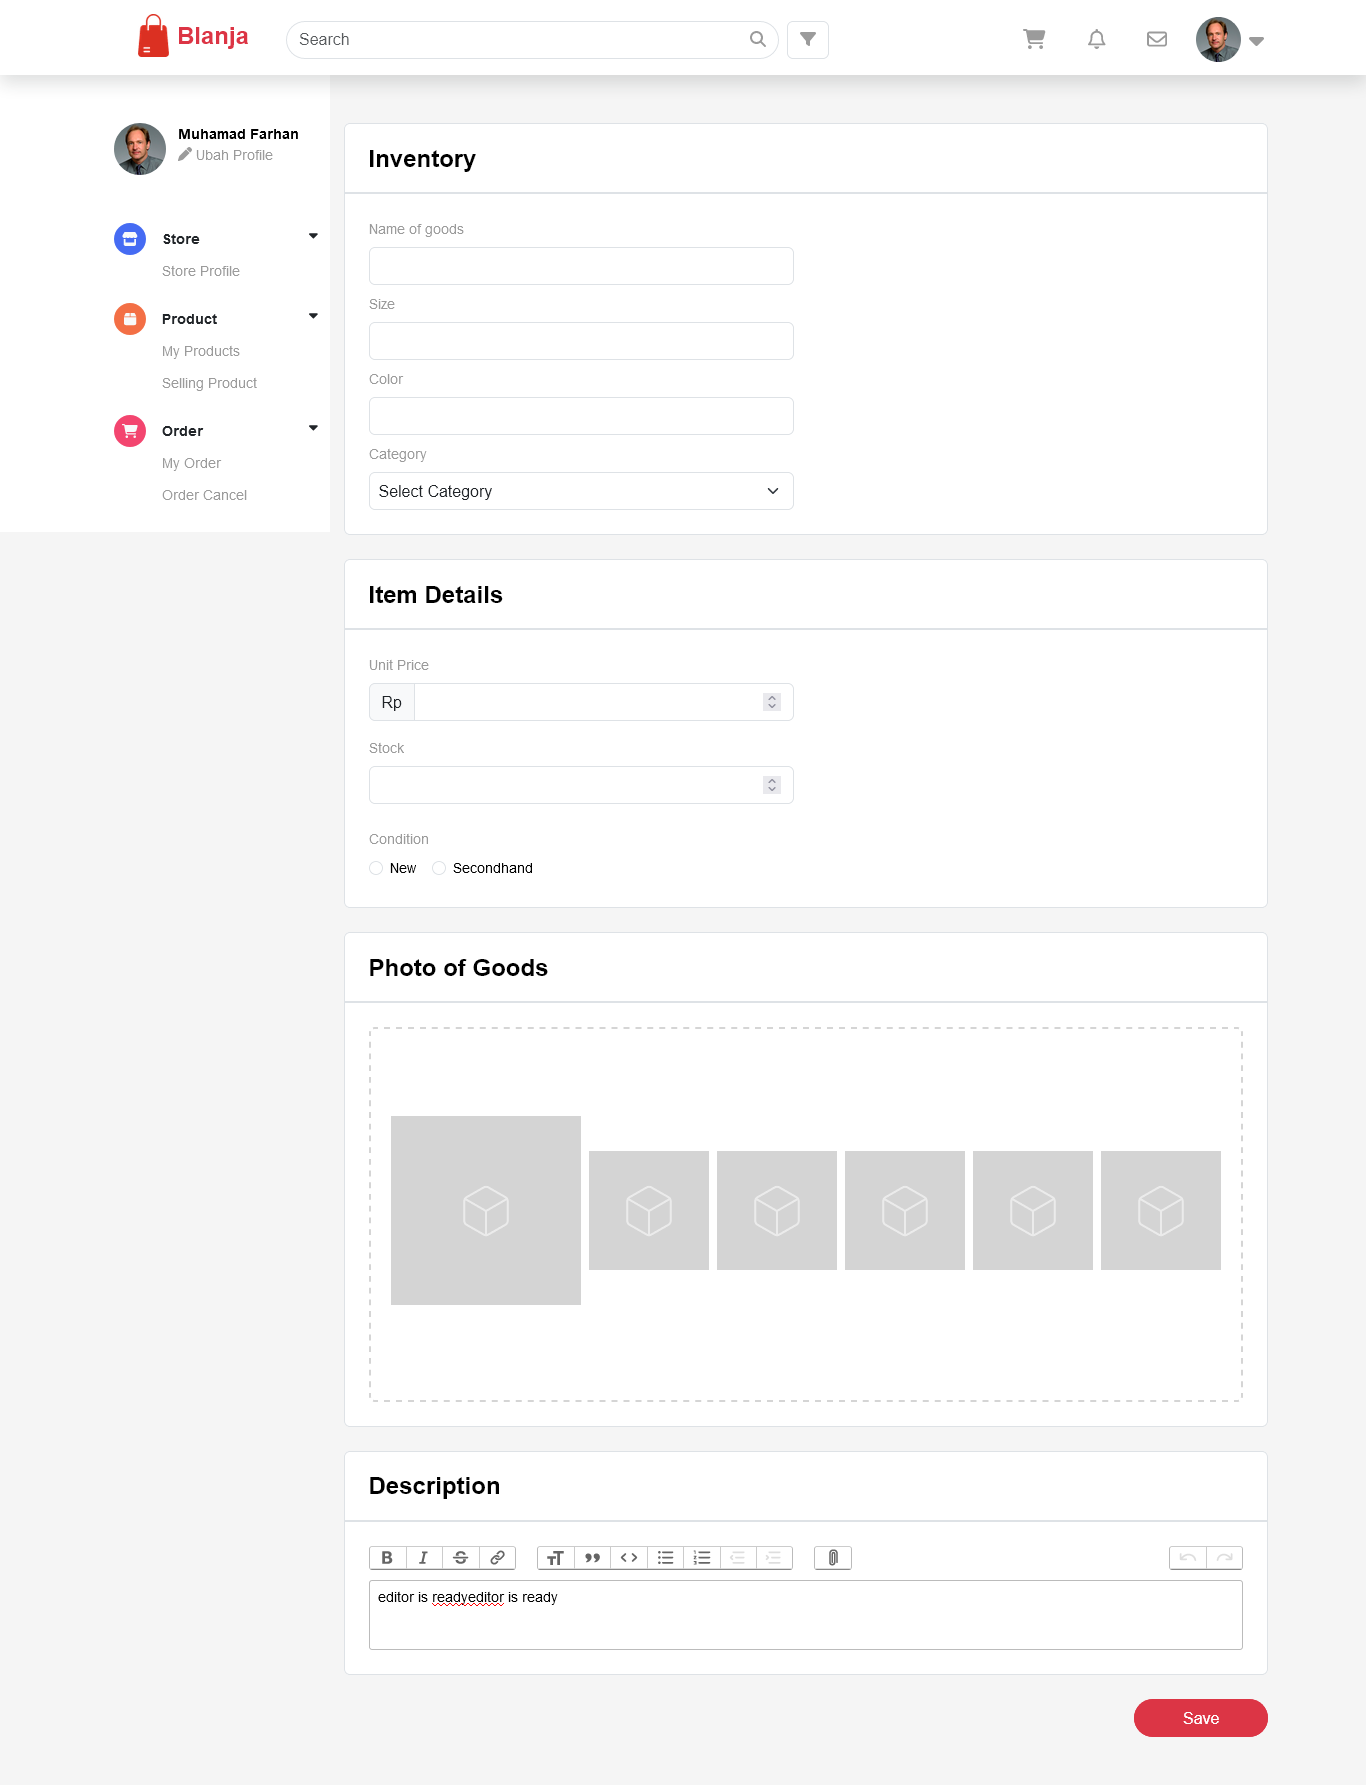 Blanja
Search
Muhamad Farhan
Ubah Profile
Store
Store Profile
Product
My Products
Selling Product
Order
My Order
Order Cancel
Inventory
Name of goods
Size
Color
Category
Select Category
Item Details
Unit Price
Rp
Stock
Condition
New Secondhand
Photo of Goods
Description
editor is readyeditor is ready
Save